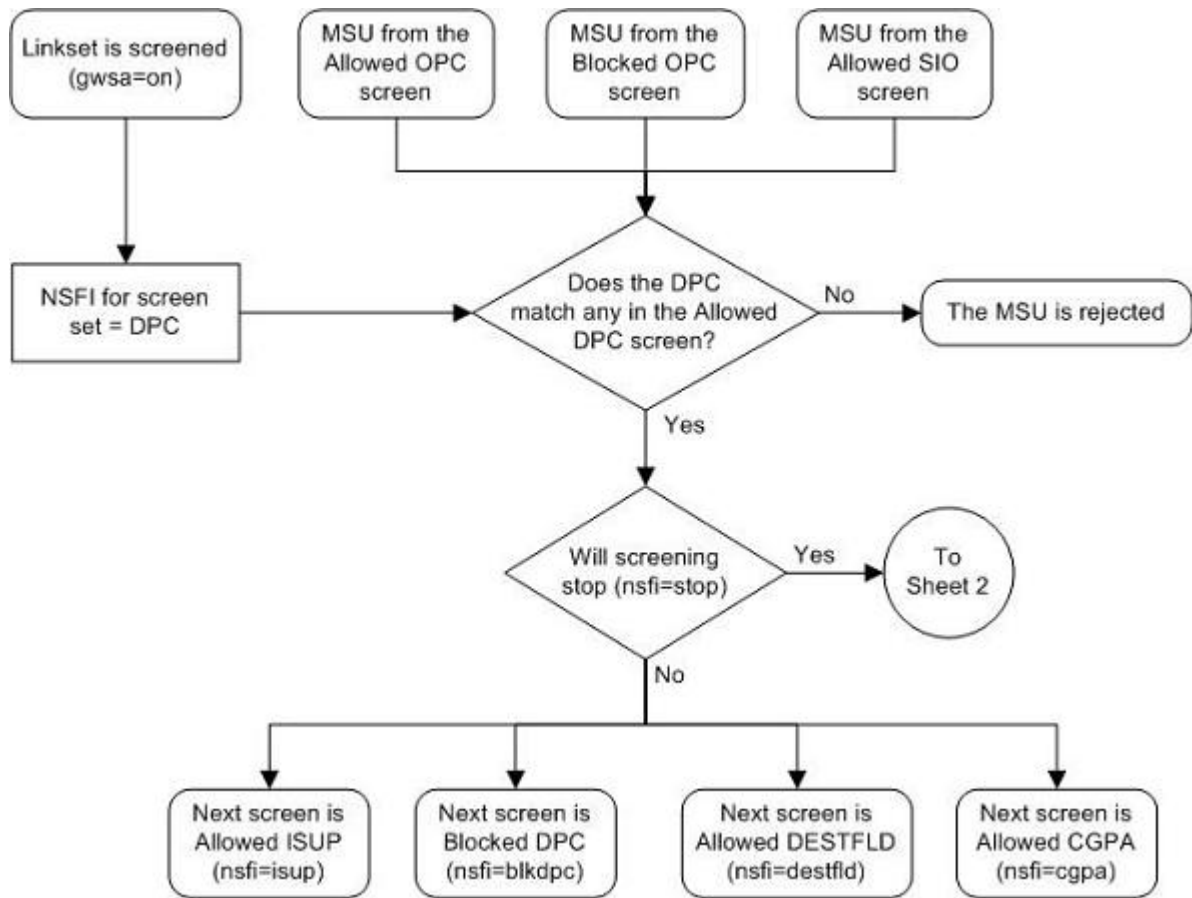 Linkset is screened
(gwsa=on)
MSU from the
Allowed OPC
screen
MSU from the
Blocked OPC
screen
MSU from the
Allowed SIO
screen
NSFI for screen
set = DPC
Does the DPC
match any in the Allowed
DPC screen?
No
The MSU is rejected
Yes
Will screening
stop (nsfi=stop)
Yes
To
Sheet 2
No
Next screen is
Allowed ISUP
(nsfi=isup)
Next screen is
Blocked DPC
(nsfi=blkdpc)
Next screen is
Allowed DESTFLD
(nsfi=destfld)
Next screen is
Allowed CGPA
(nsfi=cgpa)